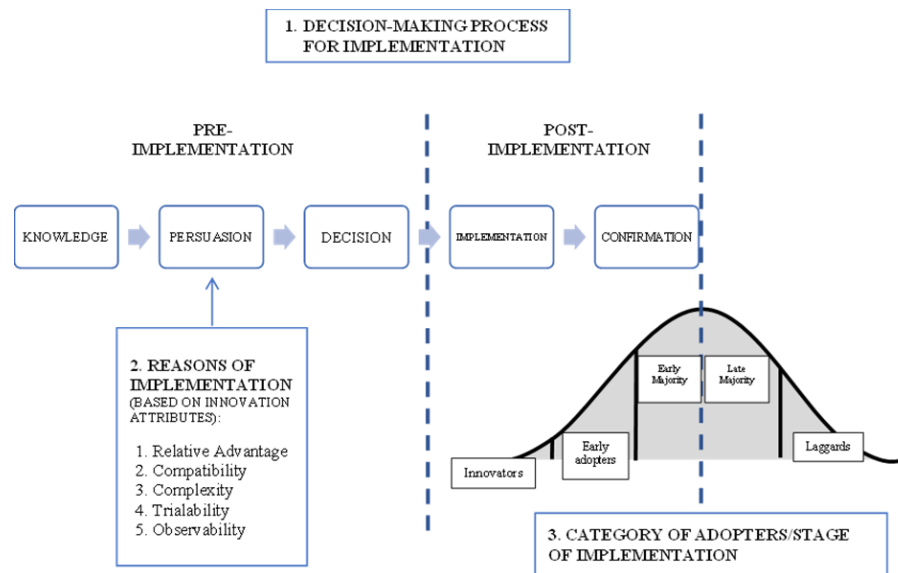 1. DECISION-MAKING PROCESS
FOR IMPLEMENTATION
PRE-
IMPLEMENTATION
POST-
IMPLEMENTATION
KNOWLEDGE
PERSUASION
DECISION
IMPLEMENTATION
CONFIRMATION
2. REASONS OF
IMPLEMENTATION
(BASED ON INNOVATION
ATTRIBUTES):
1. Relative Advantage
2. Compatibility
3. Complexity
4. Trialability
5. Observability
Innovators
Early
adopters
Early
Majority
Late
Majority
Laggards
3. CATEGORY OF ADOPTERS/STAGE
OF IMPLEMENTATION